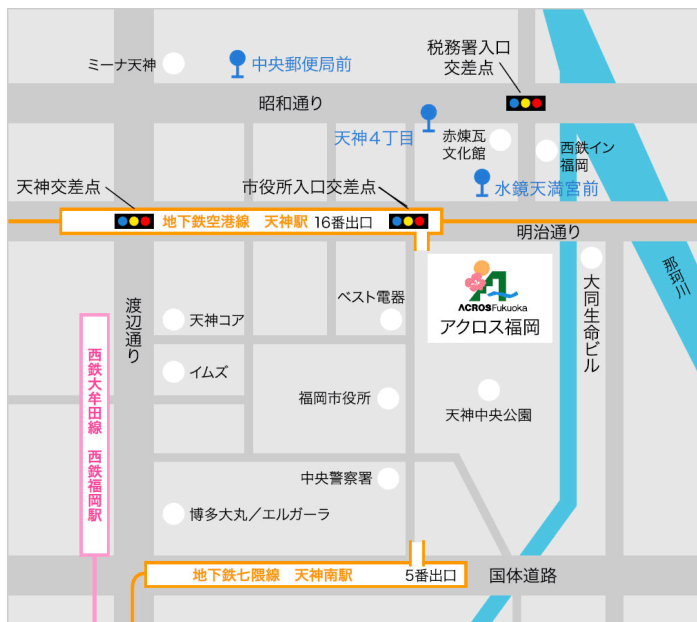 税務署入口
交差点
ミーナ天神
中央郵便局前
昭和通り
天神4丁目
赤煉瓦
文化館
西鉄イン
福岡
天神交差点
市役所入口交差点
水鏡天満宮前
地下鉄空港線 天神駅 16番出口
明治通り
那珂川
ACROS Fukuoka
アクロス福岡
大同生命ビル
渡辺通り
天神コア
ベスト電器
イムズ
福岡市役所
天神中央公園
西鉄大牟田線 西鉄福岡駅
中央警察署
博多大丸/エルガーラ
地下鉄七隈線 天神南駅 5番出口
国体道路